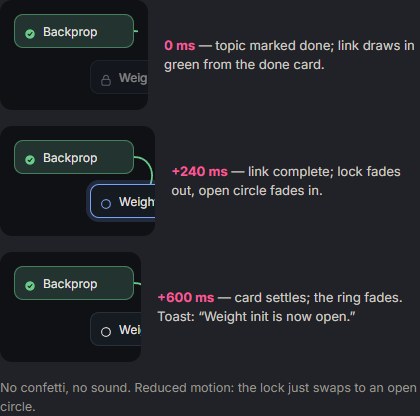 Backprop
0 ms — topic marked done; link draws in
green from the done card.
Weig
Backprop
+240 ms — link complete; lock fades
out, open circle fades in.
Weigh
Backprop
+600 ms — card settles; the ring fades.
Toast: “Weight init is now open.”
Wei
No confetti, no sound. Reduced motion: the lock just swaps to an open
circle.